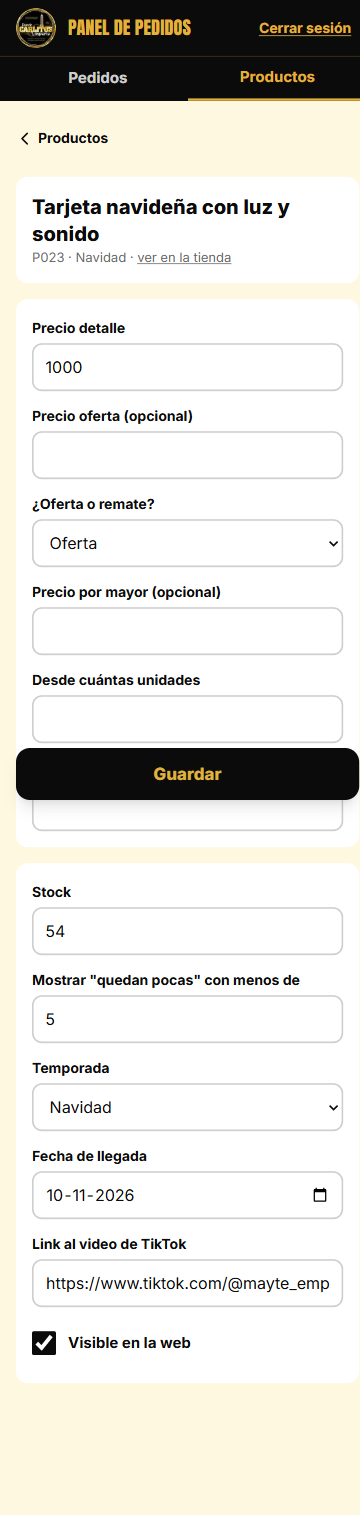 PANEL DE PEDIDOS
Cerrar sesión
Pedidos
Productos
Productos
Tarjeta navideña con luz y
sonido
P023 · Navidad · ver en la tienda
Precio detalle
1000
Precio oferta (opcional)
¿Oferta o remate?
Oferta
Precio por mayor (opcional)
Desde cuántas unidades
Guardar
Stock
54
Mostrar "quedan pocas" con menos de
5
Temporada
Navidad
Fecha de llegada
10-11-2026
Link al video de TikTok
https://www.tiktok.com/@mayte_emp
Visible en la web